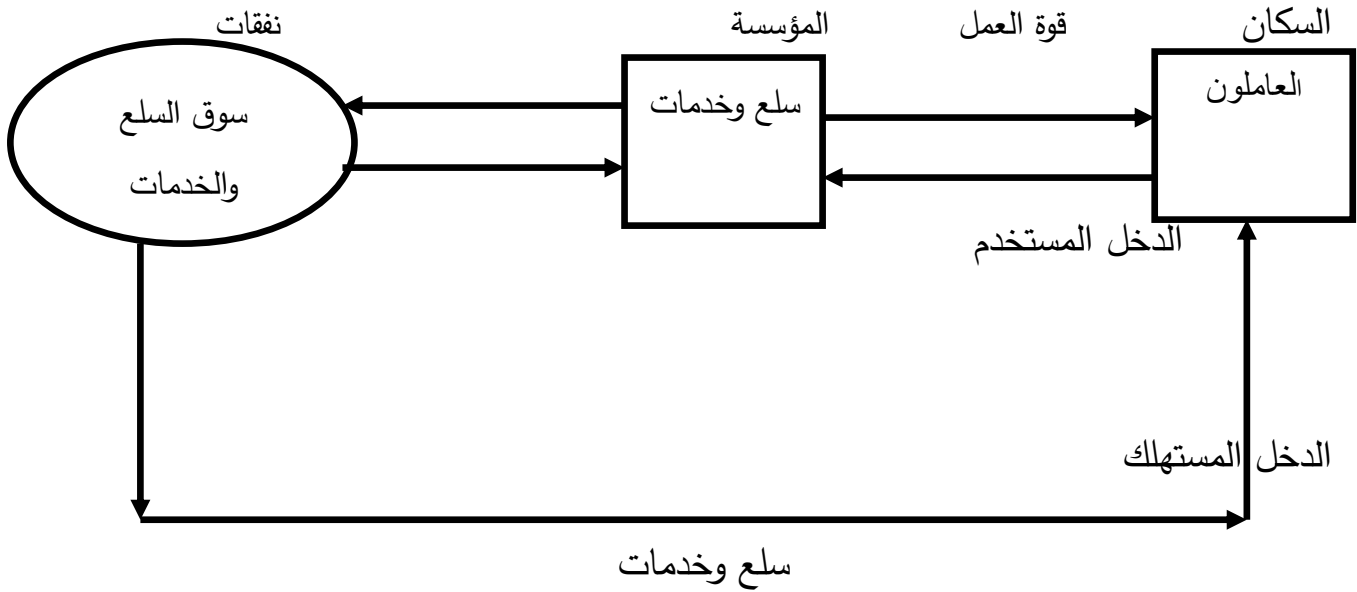 السكان
قوة العمل
المؤسسة
نفقات
العاملون
سلع وخدمات
سوق السلع
والخدمات
الدخل المستخدم
الدخل المستهلك
سلع وخدمات